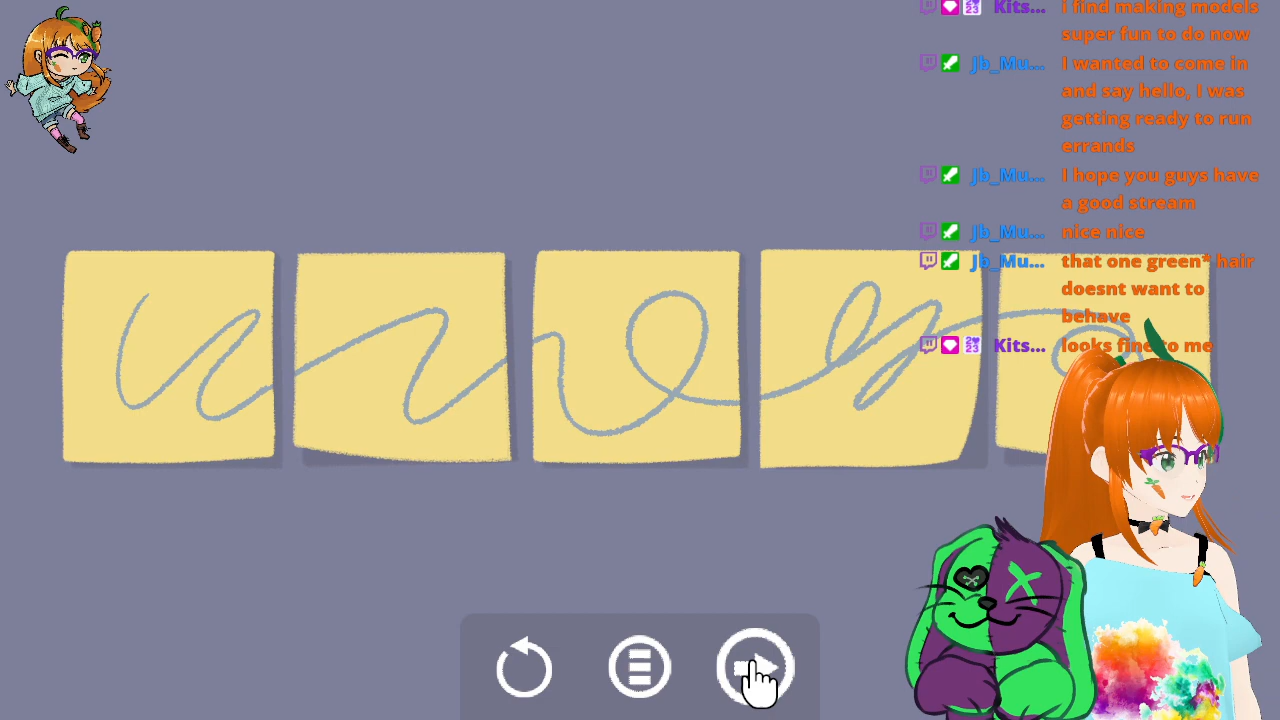 Kits... i find making models
super fun to do now
Jb_Mu... I wanted to come in
and say hello, I was
getting ready to run
errands
Jb_Mu... I hope you guys have
a good stream
Jb_Mu... nice nice
Jb_Mu... that one green* hair
doesnt want to
behave
Kits... looks fine to me